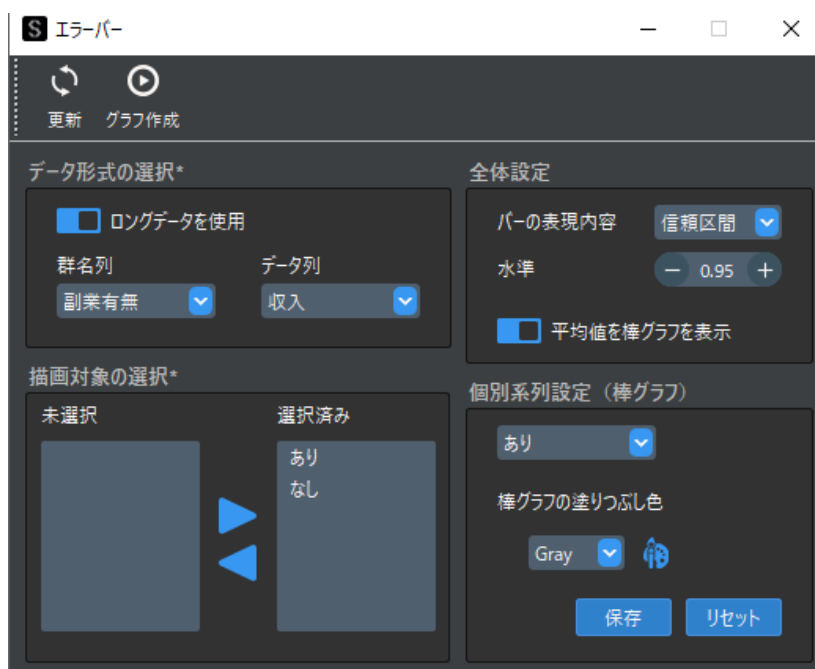 S エラーバー
更新 グラフ作成
データ形式の選択*
ロングデータを使用
群名列 データ列
副業有無 収入
描画対象の選択*
未選択 選択済み
あり
なし
全体設定
バーの表現内容 信頼区間
水準 − 0.95 +
平均値を棒グラフを表示
個別系列設定（棒グラフ）
あり
棒グラフの塗りつぶし色
Gray
保存 リセット